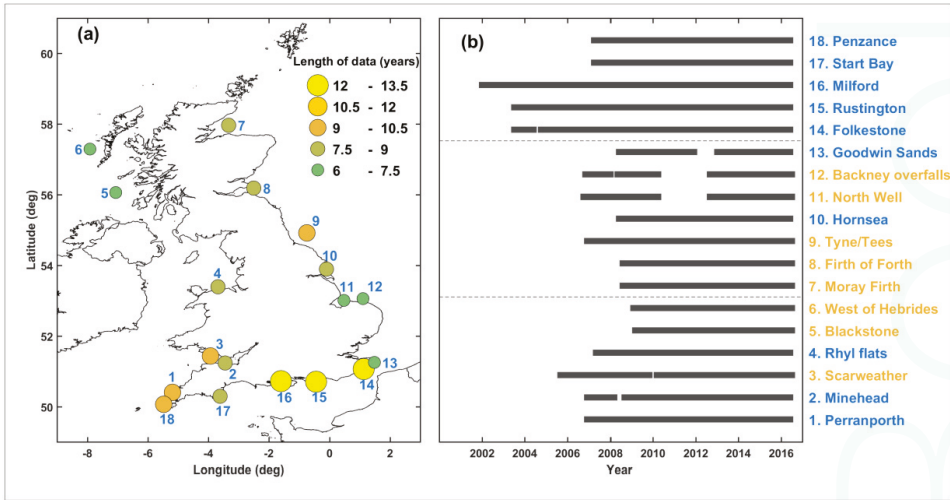 (a)
Length of data (years)
12 - 13.5
10.5 - 12
9 - 10.5
7.5 - 9
6 - 7.5
61
60
58
56
54
52
51
50
Latitude (deg)
-8 -6 -4 -2 0 2
Longitude (deg)
1
2
3
4
5
6
7
8
9
10
11
12
13
14
15
16
17
18
(b)
18. Penzance
17. Start Bay
16. Milford
15. Rustington
14. Folkestone
13. Goodwin Sands
12. Backney overfalls
11. North Well
10. Hornsea
9. Tyne/Tees
8. Firth of Forth
7. Moray Firth
6. West of Hebrides
5. Blackstone
4. Rhyl flats
3. Scarweather
2. Minehead
1. Perranporth
2002 2004 2006 2008 2010 2012 2014 2016
Year